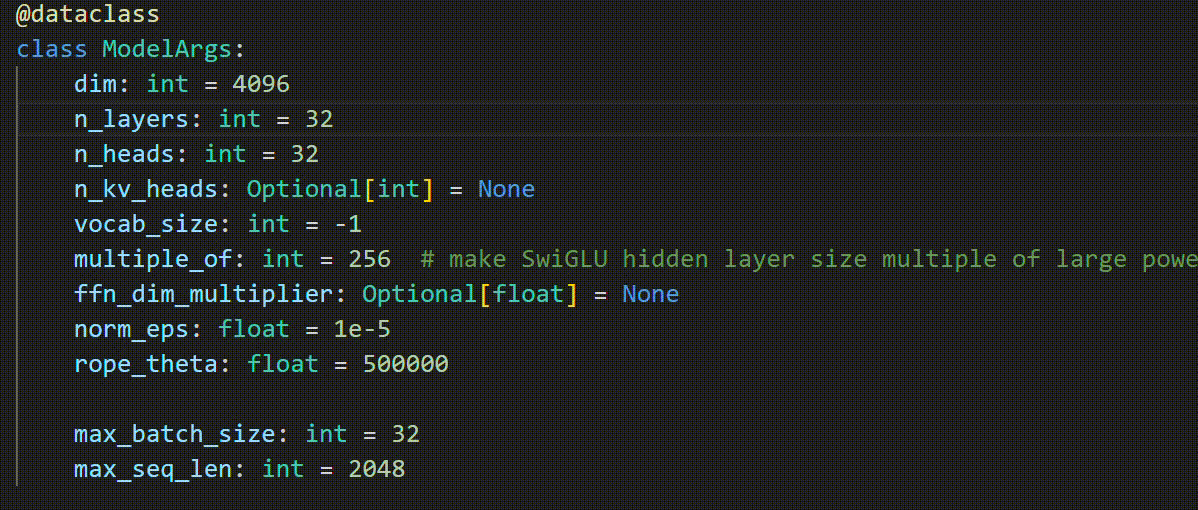 @dataclass
class ModelArgs:
    dim: int = 4096
    n_layers: int = 32
    n_heads: int = 32
    n_kv_heads: Optional[int] = None
    vocab_size: int = -1
    multiple_of: int = 256  # make SwiGLU hidden layer size multiple of large powe
    ffn_dim_multiplier: Optional[float] = None
    norm_eps: float = 1e-5
    rope_theta: float = 500000
    max_batch_size: int = 32
    max_seq_len: int = 2048